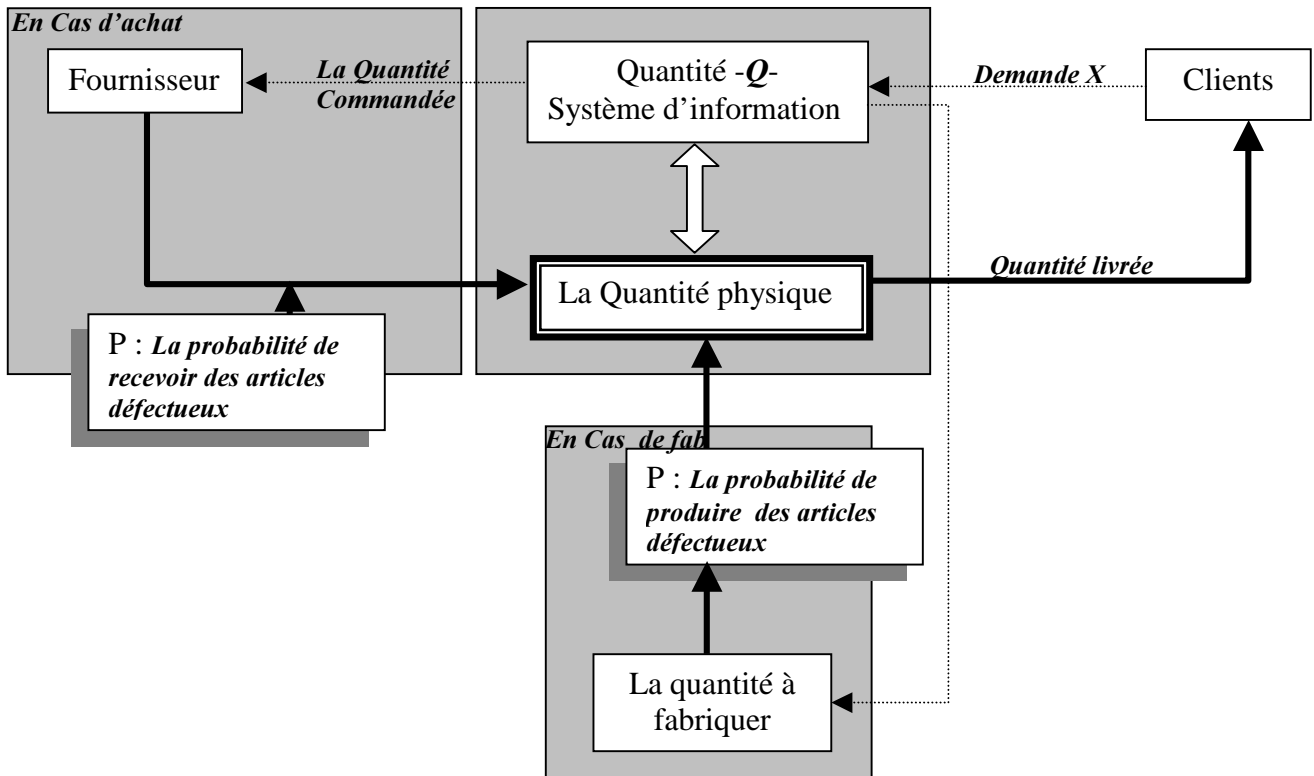 En Cas d’achat
Fournisseur
La Quantité
Commandée
Quantité -Q-
Système d’information
Demande X
Clients
La Quantité physique
Quantité livrée
P : La probabilité de
recevoir des articles
défectueux
En Cas de fab
P : La probabilité de
produire des articles
défectueux
La quantité à
fabriquer